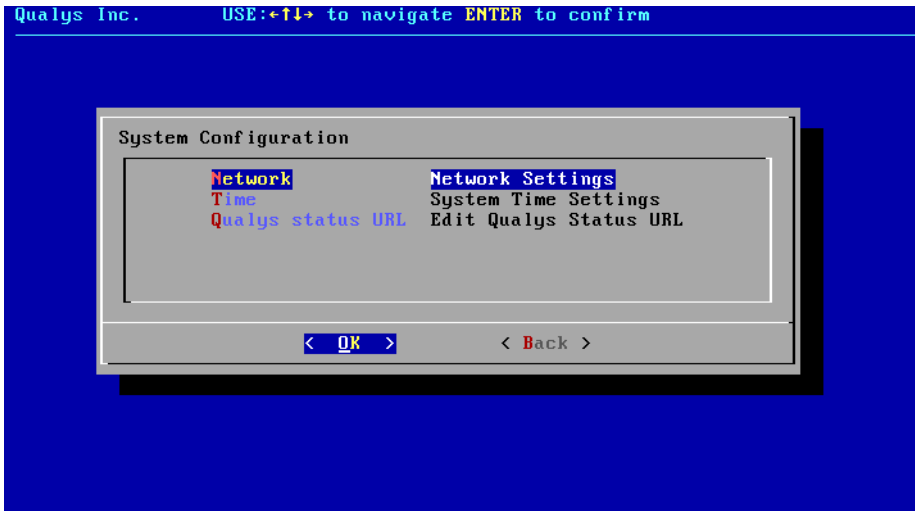 Qualys Inc. USE:←↑↓→ to navigate ENTER to confirm
System Configuration
Network Network Settings
Time System Time Settings
Qualys status URL Edit Qualys Status URL
< OK > < Back >